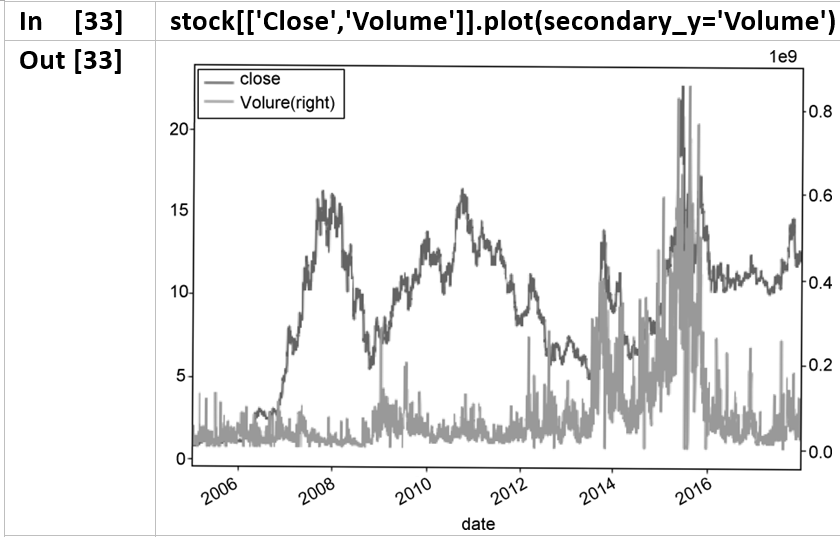 In [33] stock[['Close','Volume']].plot(secondary_y='Volume')
Out [33]
1e9
close
Volure(right)
20
15
10
5
0
0.8
0.6
0.4
0.2
0.0
2006 2008 2010 2012 2014 2016
date